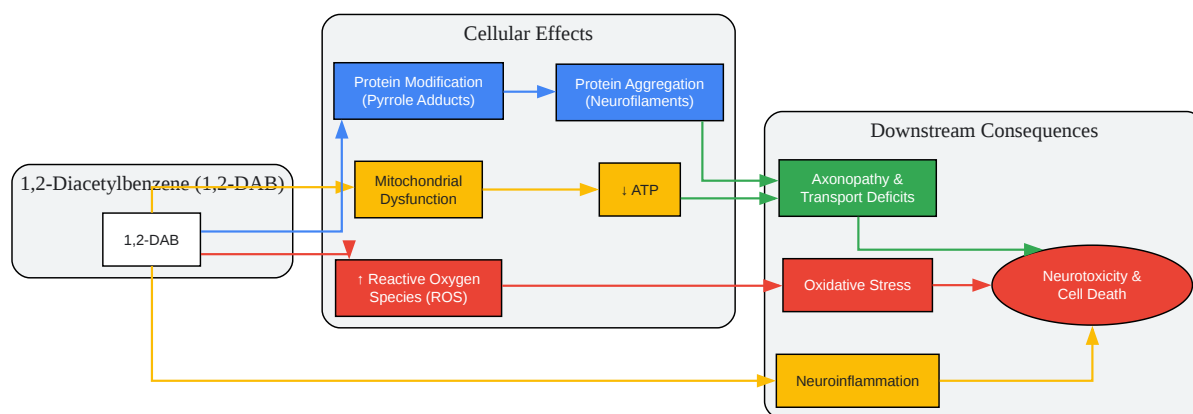 Cellular Effects
Protein Modification
(Pyrrole Adducts)
Protein Aggregation
(Neurofilaments)
Downstream Consequences
1,2-Diacetylbenzene (1,2-DAB)
Mitochondrial
Dysfunction
↓ ATP
Axonopathy &
Transport Deficits
1,2-DAB
↑ Reactive Oxygen
Species (ROS)
Oxidative Stress
Neurotoxicity &
Cell Death
Neuroinflammation